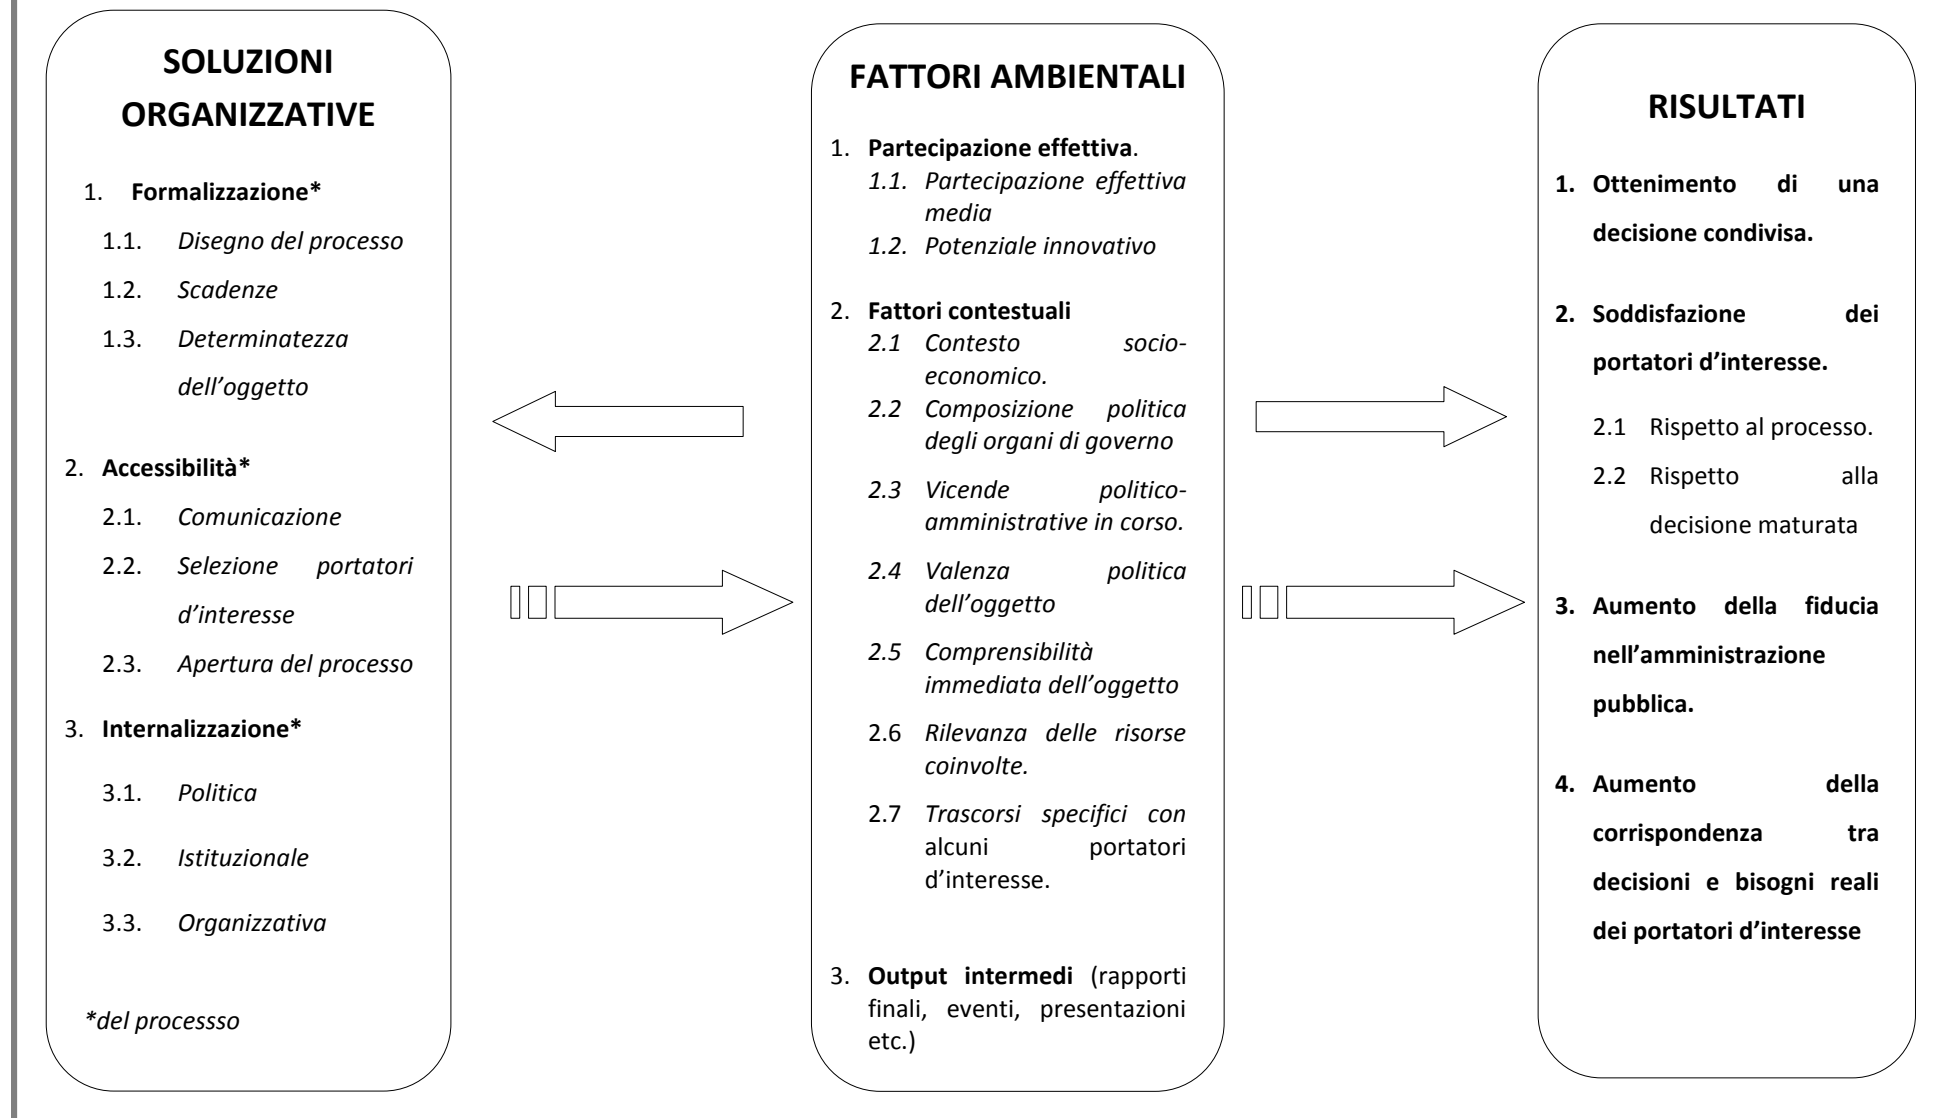 SOLUZIONI
ORGANIZZATIVE
1. Formalizzazione*
1.1. Disegno del processo
1.2. Scadenze
1.3. Determinatezza
dell’oggetto
2. Accessibilità*
2.1. Comunicazione
2.2. Selezione portatori
d’interesse
2.3. Apertura del processo
3. Internalizzazione*
3.1. Politica
3.2. Istituzionale
3.3. Organizzativa
*del processso
FATTORI AMBIENTALI
1. Partecipazione effettiva.
1.1. Partecipazione effettiva
media
1.2. Potenziale innovativo
2. Fattori contestuali
2.1 Contesto socio-
economico.
2.2 Composizione politica
degli organi di governo
2.3 Vicende politico-
amministrative in corso.
2.4 Valenza politica
dell’oggetto
2.5 Comprensibilità
immediata dell’oggetto
2.6 Rilevanza delle risorse
coinvolte.
2.7 Trascorsi specifici con
alcuni portatori
d’interesse.
3. Output intermedi (rapporti
finali, eventi, presentazioni
etc.)
RISULTATI
1. Ottenimento di una
decisione condivisa.
2. Soddisfazione dei
portatori d’interesse.
2.1 Rispetto al processo.
2.2 Rispetto alla
decisione maturata
3. Aumento della fiducia
nell’amministrazione
pubblica.
4. Aumento della
corrispondenza tra
decisioni e bisogni reali
dei portatori d’interesse